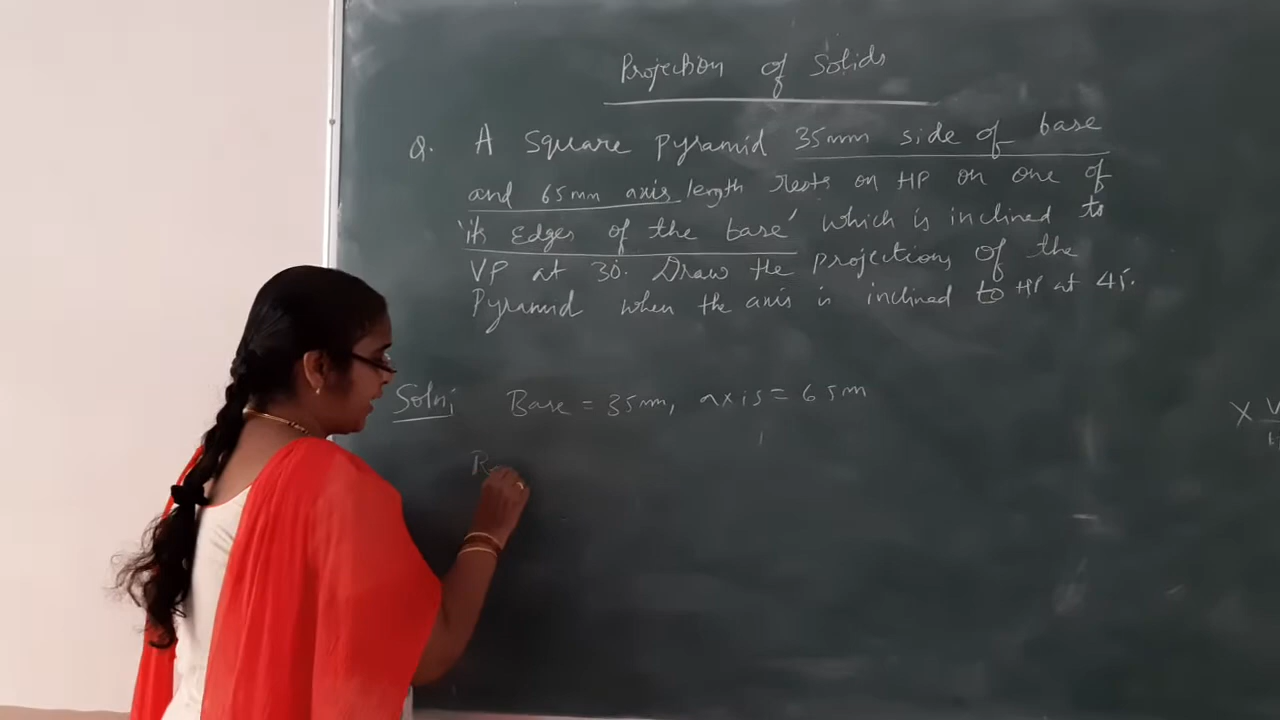 Projection of Solids
Q. A Square Pyramid 35mm side of base
and 65mm axis length rests on HP on one of
'its Edges of the base' which is inclined to
VP at 30. Draw the projections of the
Pyramid when the axis is inclined to HP at 45.
Soln; Base = 35mm, axis = 65m
R
X V